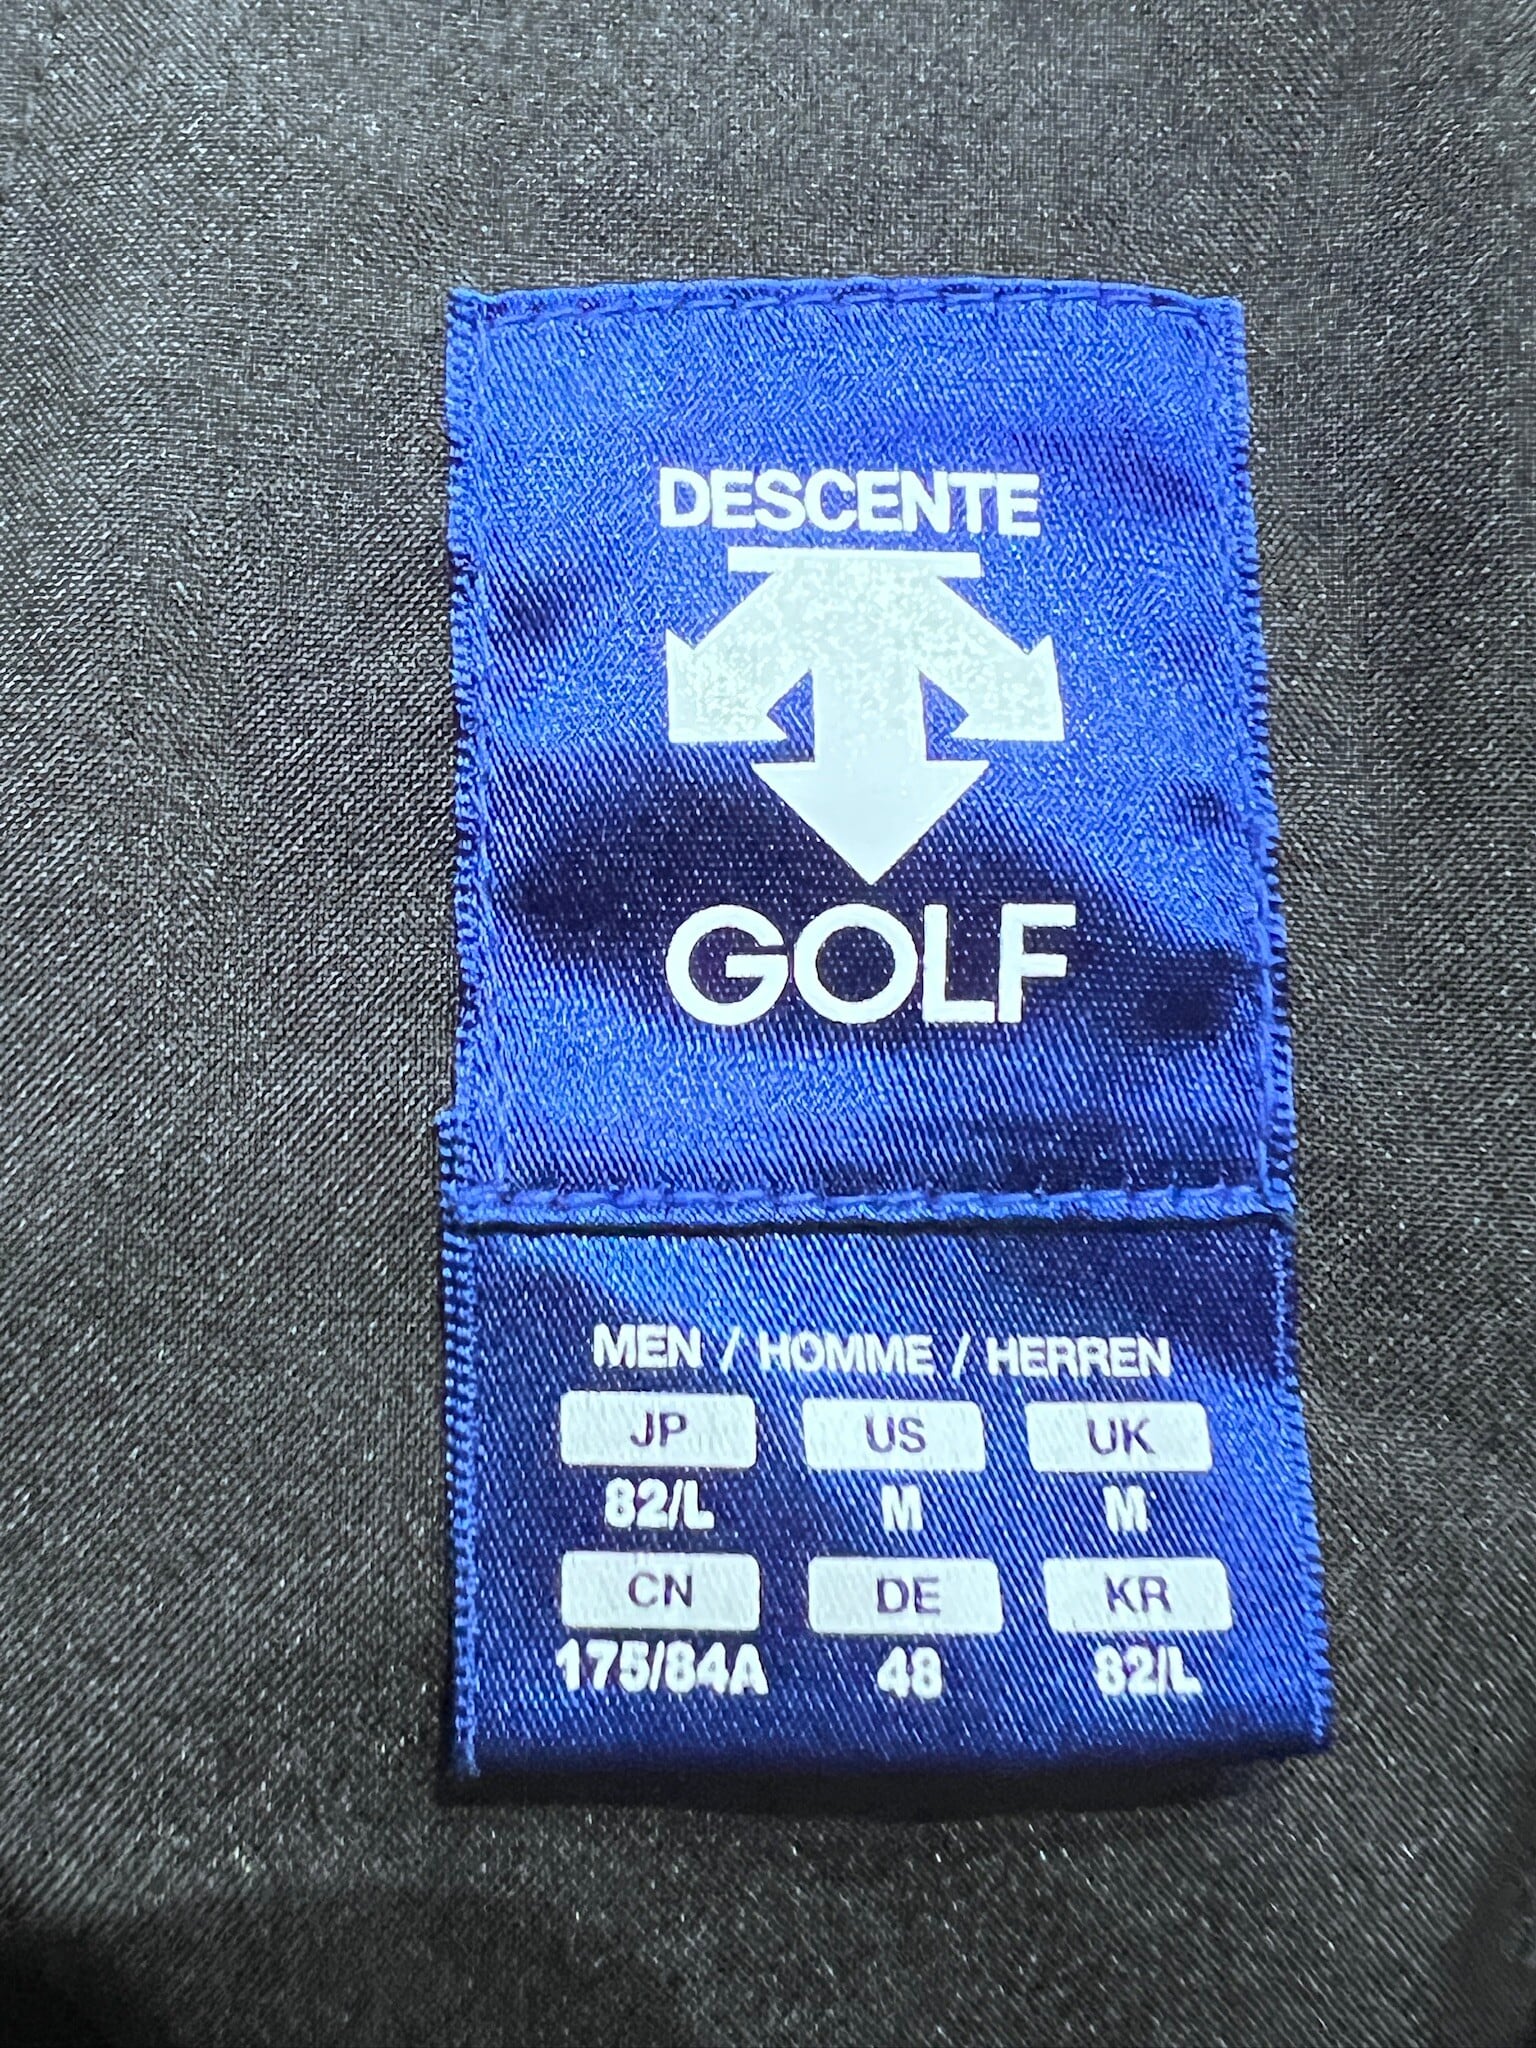 DESCENTE
GOLF
MEN / HOMME / HERREN
JP US UK
82/L M M
CN DE KR
175/84A 48 82/L